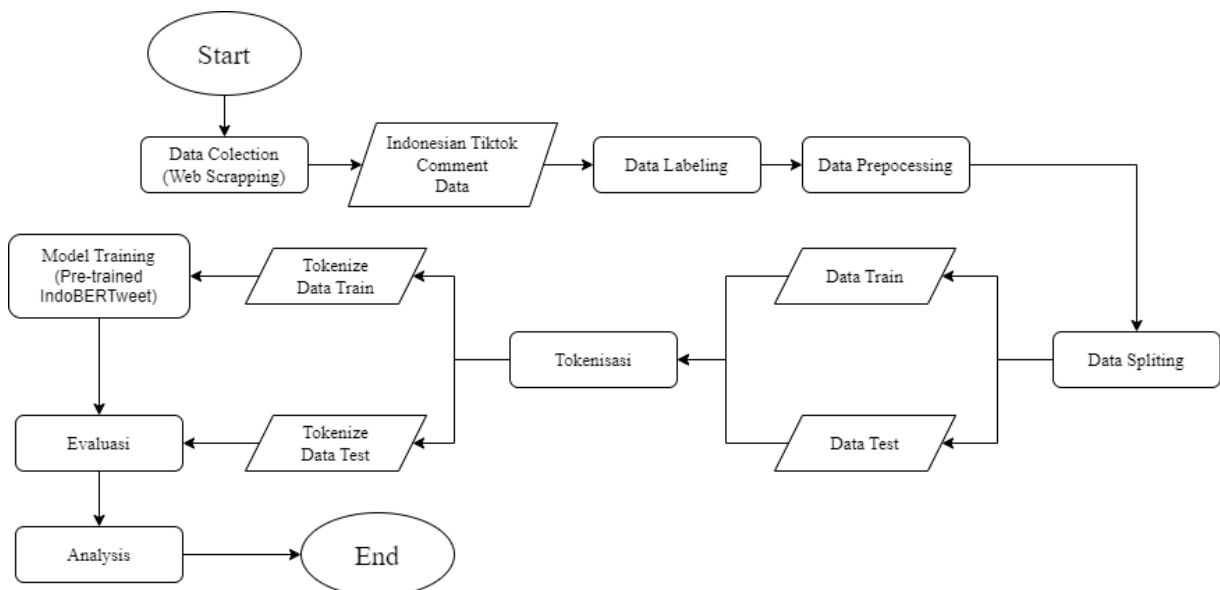 Start
Data Colection
(Web Scrapping)
Indonesian Tiktok
Comment
Data
Data Labeling
Data Prepocessing
Model Training
(Pre-trained
IndoBERTweet)
Tokenize
Data Train
Data Train
Tokenisasi
Data Spliting
Evaluasi
Tokenize
Data Test
Data Test
Analysis
End